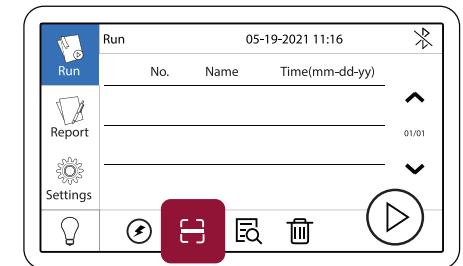 Run 05-19-2021 11:16
Run
No. Name Time(mm-dd-yy)
Report
01/01
Settings